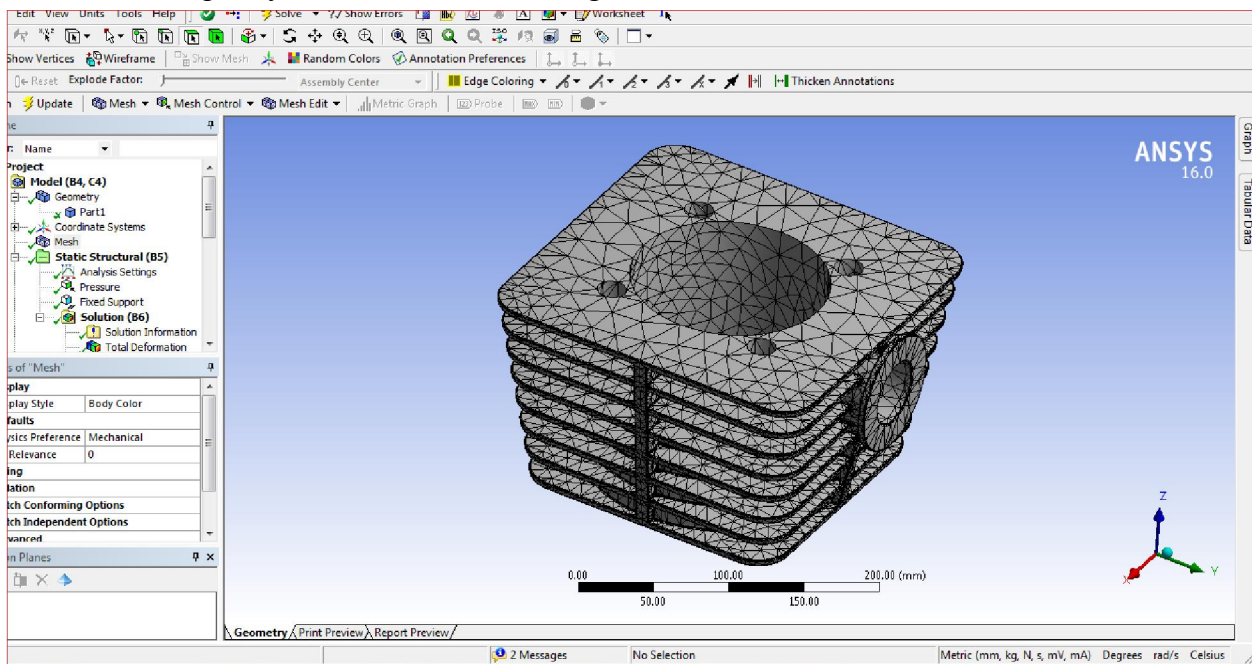 Edit View Units Tools Help Solve ?/ Show Errors Worksheet
Show Vertices Wireframe Show Mesh Random Colors Annotation Preferences
Reset Explode Factor: Assembly Center Edge Coloring Thicken Annotations
Update Mesh Mesh Control Mesh Edit Metric Graph Probe
Name
Project
Model (B4, C4)
Geometry
Part1
Coordinate Systems
Mesh
Static Structural (B5)
Analysis Settings
Pressure
Fixed Support
Solution (B6)
Solution Information
Total Deformation
s of "Mesh"
splay
splay Style Body Color
faults
ysics Preference Mechanical
Relevance 0
ing
lation
tch Conforming Options
tch Independent Options
vanced
on Planes
ANSYS
16.0
Graph
Tabular Data
Z
Y
X
0.00 100.00 200.00 (mm)
50.00 150.00
Geometry Print Preview Report Preview
2 Messages No Selection Metric (mm, kg, N, s, mV, mA) Degrees rad/s Celsius